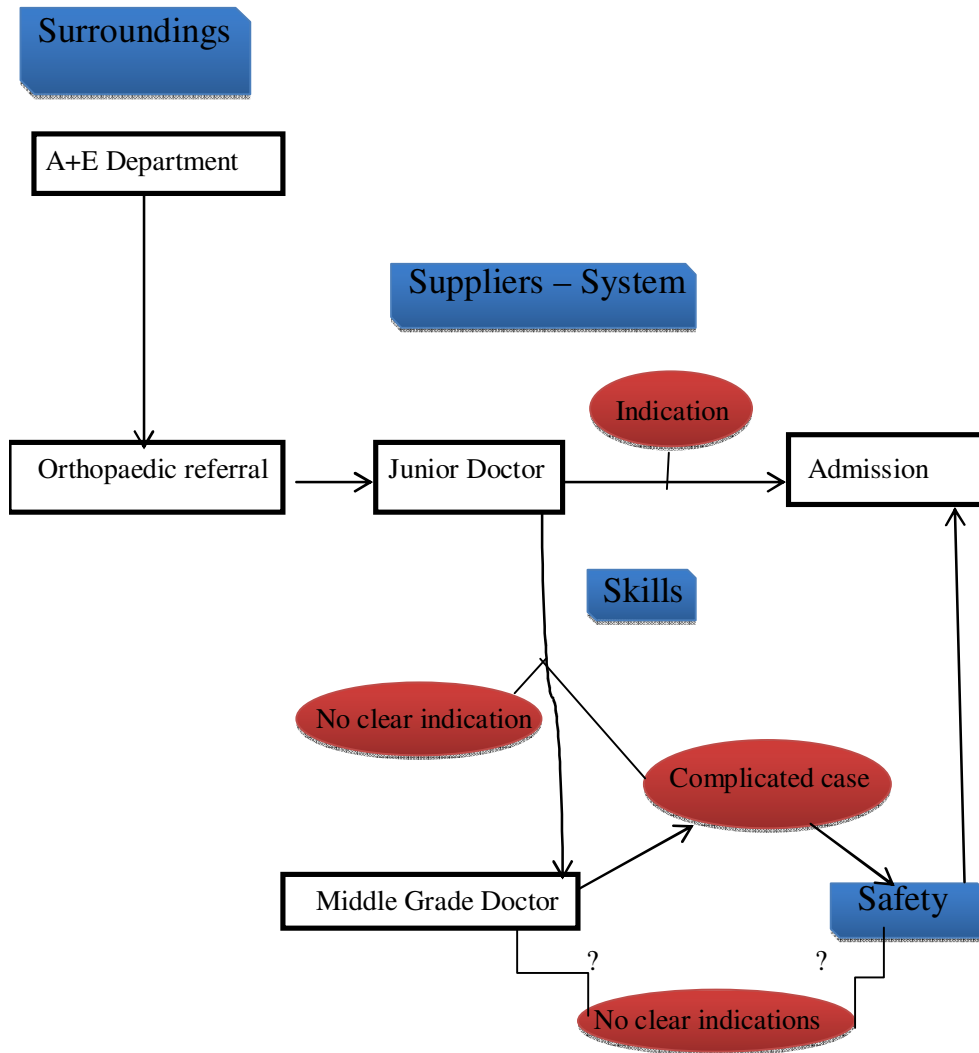 Surroundings
A+E Department
Suppliers – System
Indication
Orthopaedic referral
Junior Doctor
Admission
Skills
No clear indication
Complicated case
Middle Grade Doctor
Safety
?
?
No clear indications